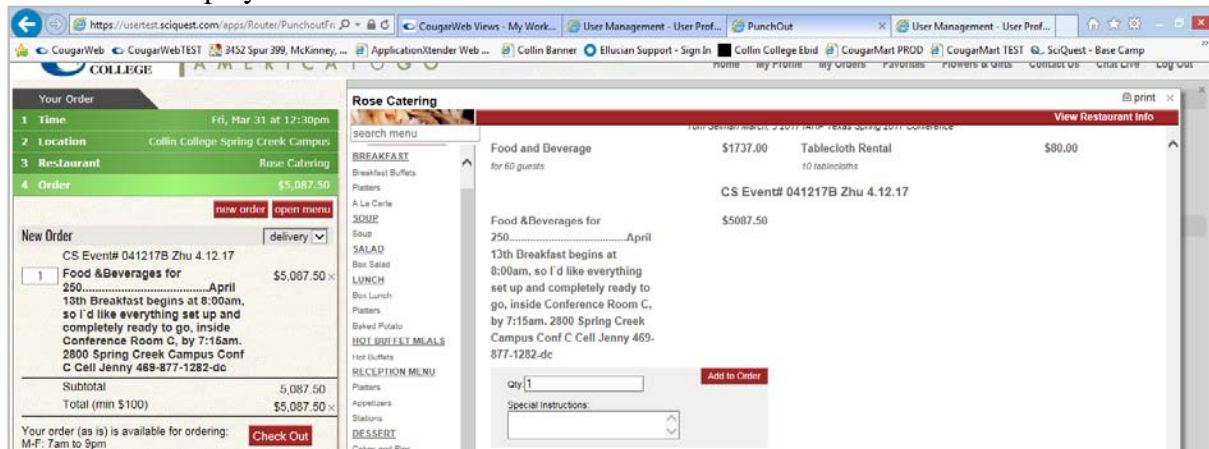 https://usertest.sciquest.com/apps/Router/PunchoutFr
CougarWeb Views - My Work...
User Management - User Prof...
PunchOut
User Management - User Prof...
CougarWeb
CougarWebTEST
3452 Spur 399, McKinney, ...
ApplicationXtender Web ...
Collin Banner
Ellucian Support - Sign In
Collin College Ebid
CougarMart PROD
CougarMart TEST
SciQuest - Base Camp
COLLEGE
Home My Profile My Orders Favorites Flowers & Gifts Contact Us Chat Live Log Out
Your Order
1 Time Fri, Mar 31 at 12:30pm
2 Location Collin College Spring Creek Campus
3 Restaurant Rose Catering
4 Order $5,087.50
new order open menu
New Order delivery
CS Event# 041217B Zhu 4.12.17
1 Food &Beverages for $5,087.50 ×
250......................................April
13th Breakfast begins at 8:00am,
so I`d like everything set up and
completely ready to go, inside
Conference Room C, by 7:15am.
2800 Spring Creek Campus Conf
C Cell Jenny 469-877-1282-dc
Subtotal 5,087.50
Total (min $100) $5,087.50 ×
Your order (as is) is available for ordering:
M-F: 7am to 9pm
Check Out
Rose Catering
print ×
View Restaurant Info
search menu
BREAKFAST
Breakfast Buffets
Platters
A La Carte
SOUP
Soup
SALAD
Box Salad
LUNCH
Box Lunch
Platters
Baked Potato
HOT BUFFET MEALS
Hot Buffets
RECEPTION MENU
Platters
Appetizers
Stations
DESSERT
Food and Beverage $1737.00 Tablecloth Rental $80.00
for 60 guests 10 tablecloths
CS Event# 041217B Zhu 4.12.17
Food &Beverages for $5087.50
250......................................April
13th Breakfast begins at
8:00am, so I`d like everything
set up and completely ready to
go, inside Conference Room C,
by 7:15am. 2800 Spring Creek
Campus Conf C Cell Jenny 469-
877-1282-dc
Qty: 1
Add to Order
Special Instructions: